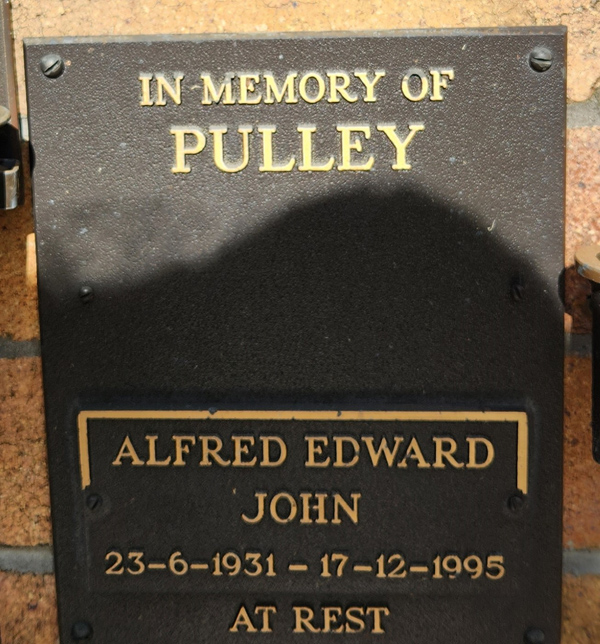 IN MEMORY OF
PULLEY
ALFRED EDWARD
JOHN
23-6-1931 - 17-12-1995
AT REST